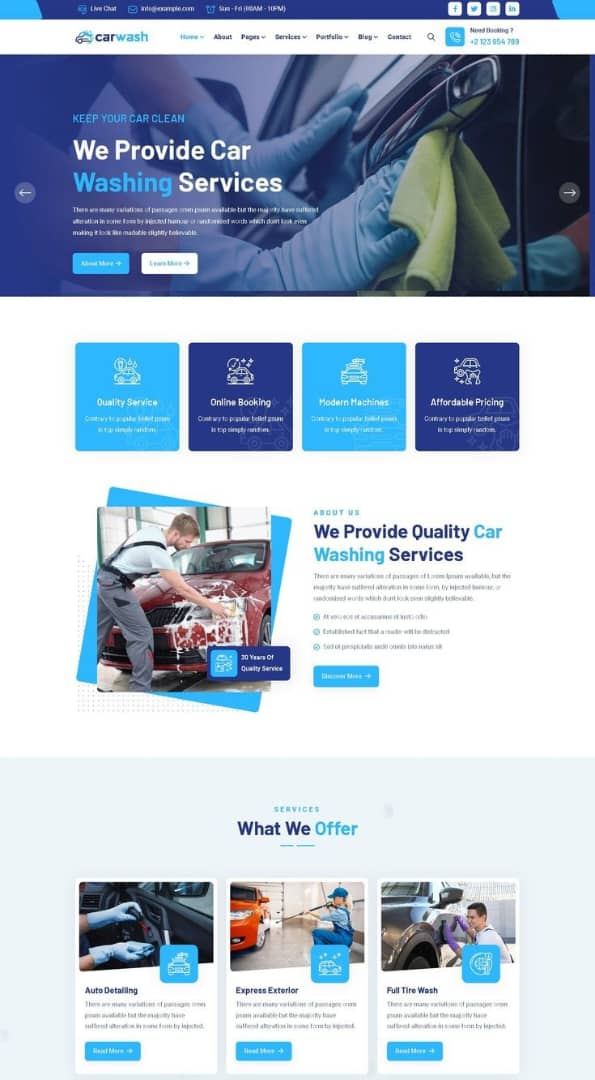 Live Chat
info@example.com
Sun - Fri (08AM - 10PM)
carwash
Home
About
Pages
Services
Portfolio
Blog
Contact
Need Booking ?
+2 123 654 789
KEEP YOUR CAR CLEAN
We Provide Car
Washing Services
There are many variations of passages orem psum available but the majority have suffered
alteration in some form by injected humour or randomised words which don't look even
making it look like readable slightly believable.
About More
Learn More
Quality Service
Contrary to popular belief ipsum
is top simply random.
Online Booking
Contrary to popular belief ipsum
is top simply random.
Modern Machines
Contrary to popular belief ipsum
is top simply random.
Affordable Pricing
Contrary to popular belief ipsum
is top simply random.
20 Years Of
Quality Service
ABOUT US
We Provide Quality Car
Washing Services
There are many variations of passages of Lorem Ipsum available, but the
majority have suffered alteration in some form, by injected humour, or
randomised words which don't look even slightly believable.
At vero eos et accusamus et iusto odio
Established fact that a reader will be distracted
Sed ut perspiciatis unde omnis iste natus sit
Discover More
SERVICES
What We Offer
Auto Detailing
There are many variations of passages orem
psum available but the majority have
suffered alteration in some form by injected.
Read More
Express Exterior
There are many variations of passages orem
psum available but the majority have
suffered alteration in some form by injected.
Read More
Full Tire Wash
There are many variations of passages orem
psum available but the majority have
suffered alteration in some form by injected.
Read More